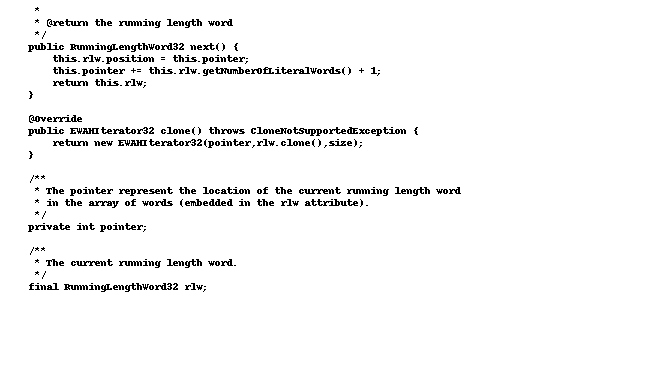 *
 * @return the running length word
 */
public RunningLengthWord32 next() {
    this.rlw.position = this.pointer;
    this.pointer += this.rlw.getNumberOfLiteralWords() + 1;
    return this.rlw;
}

@Override
public EWAHIterator32 clone() throws CloneNotSupportedException {
    return new EWAHIterator32(pointer,rlw.clone(),size);
}

/**
 * The pointer represent the location of the current running length word
 * in the array of words (embedded in the rlw attribute).
 */
private int pointer;

/**
 * The current running length word.
 */
final RunningLengthWord32 rlw;